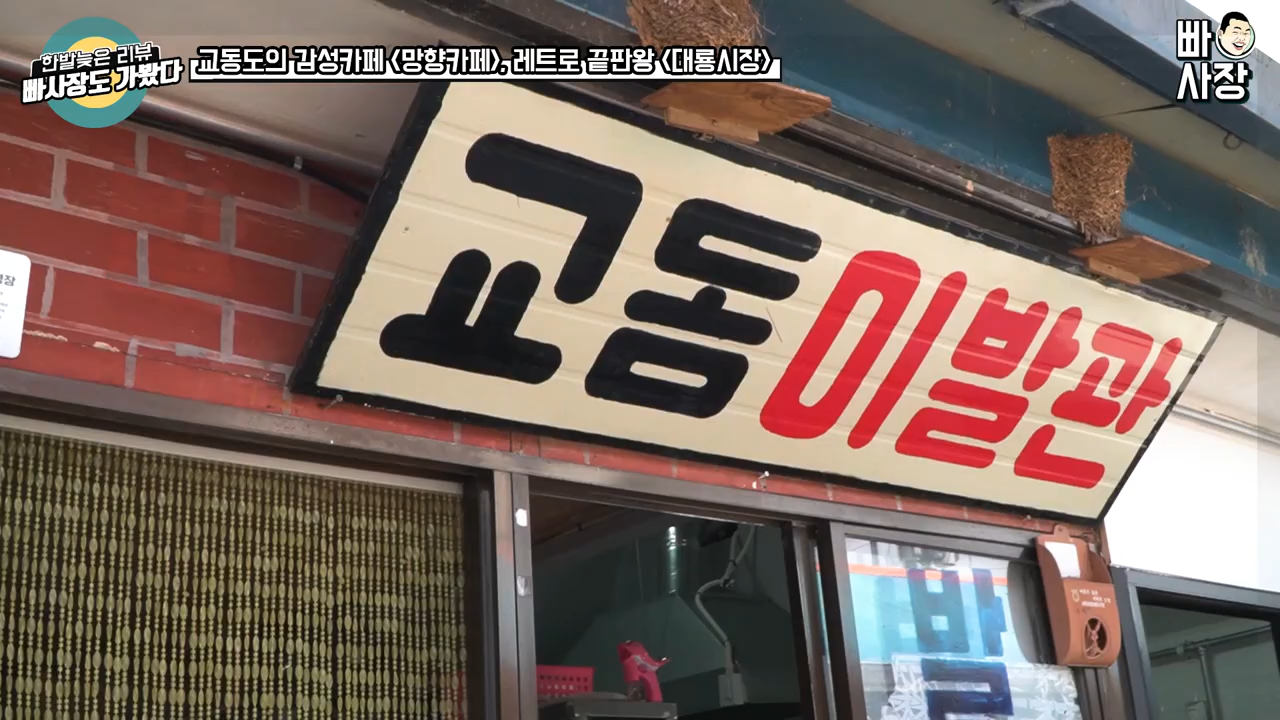 한발늦은 리뷰
빠사장도 가봤다
교동도의 감성카페 <망향카페>, 레트로 끝판왕 <대룡시장>
빠
사장
교동이발관